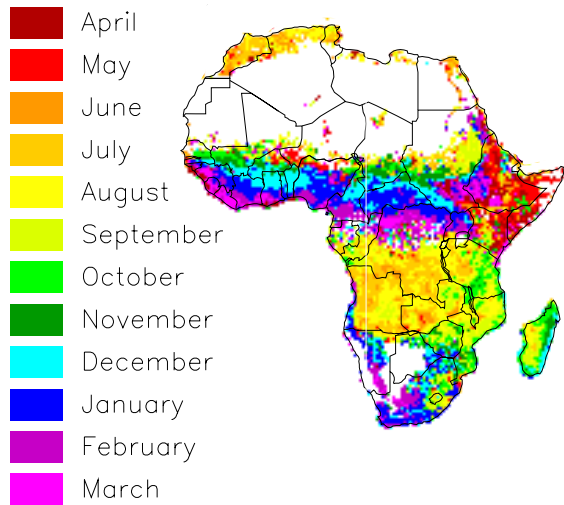 April
May
June
July
August
September
October
November
December
January
February
March